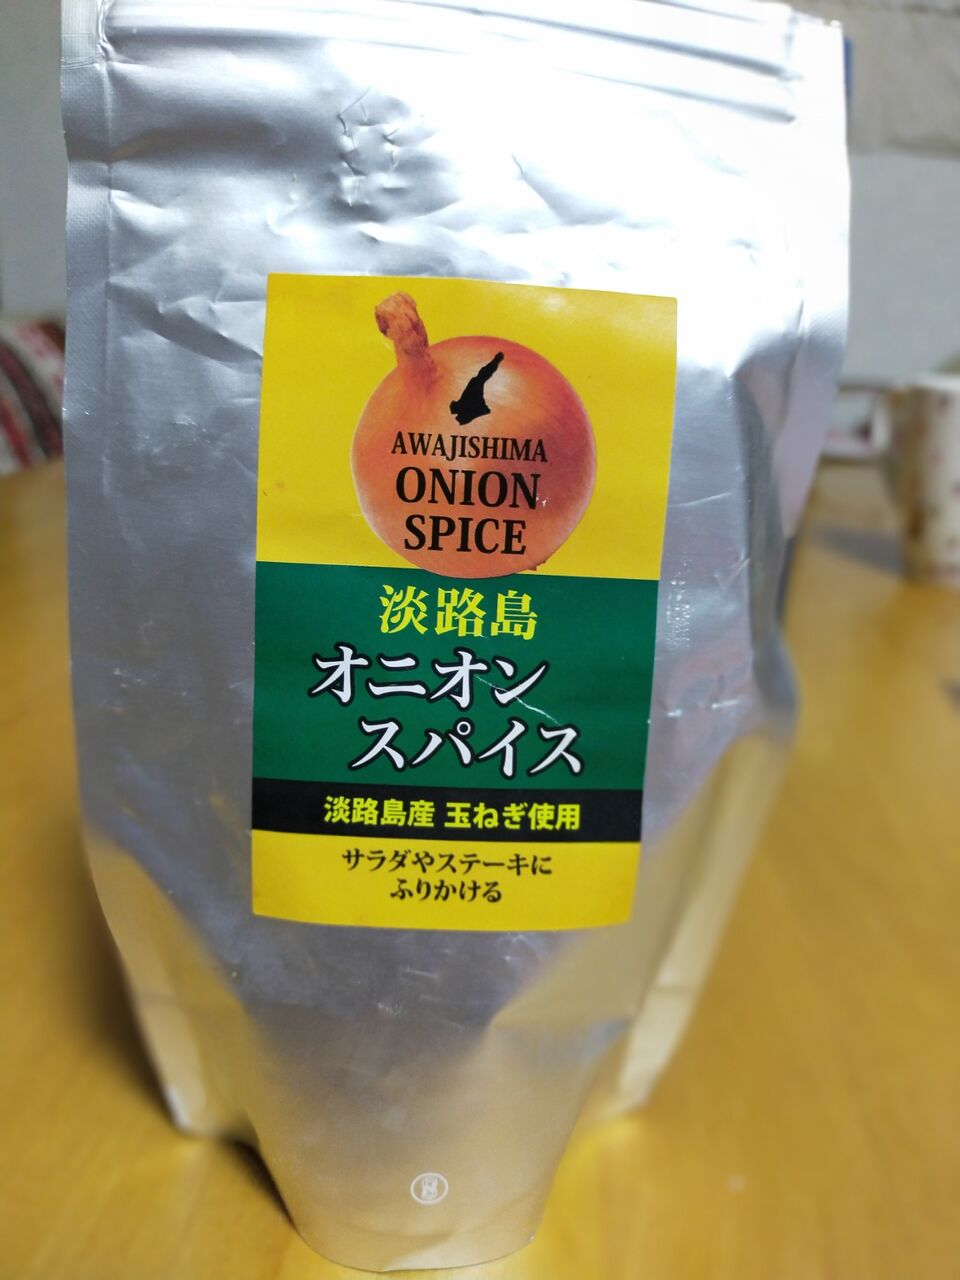 AWAJISHIMA
ONION
SPICE
淡路島
オニオン
スパイス
淡路島産 玉ねぎ使用
サラダやステーキに
ふりかける